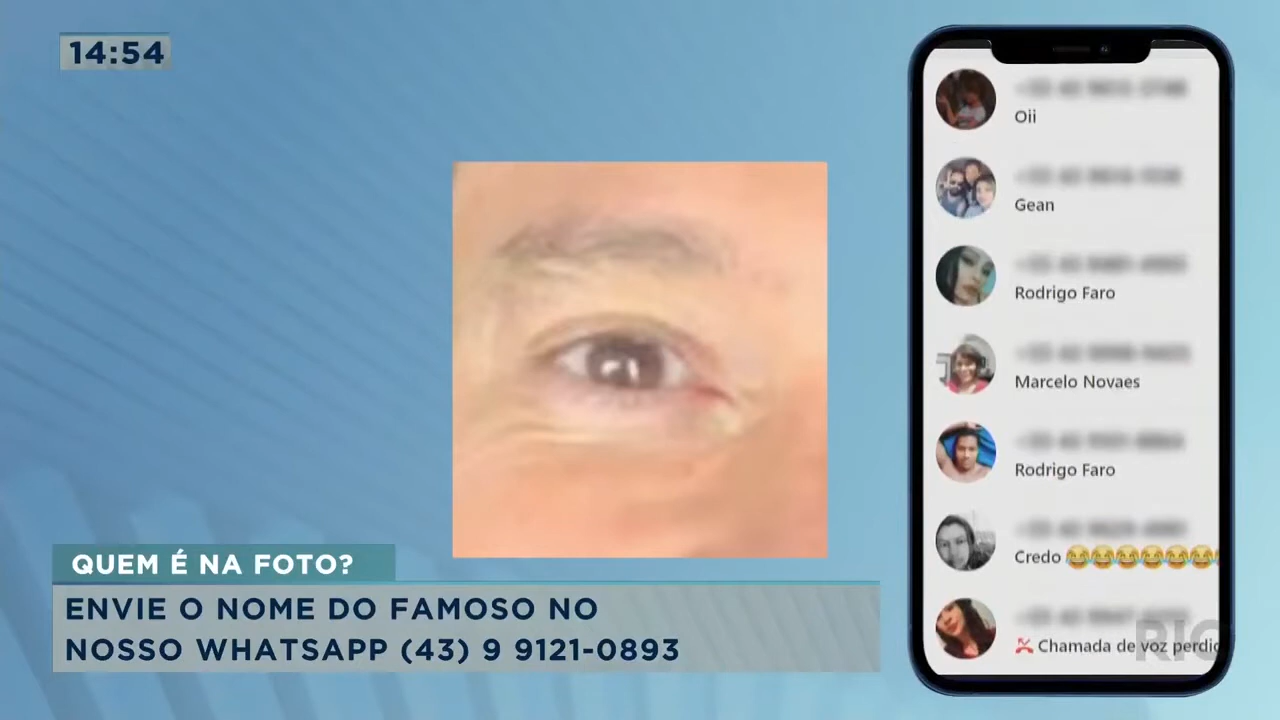 14:54
QUEM É NA FOTO?
ENVIE O NOME DO FAMOSO NO
NOSSO WHATSAPP (43) 9 9121-0893
Oii
Gean
Rodrigo Faro
Marcelo Novaes
Rodrigo Faro
Credo 😂😂😂😂😂😂
Chamada de voz perdid
RIC